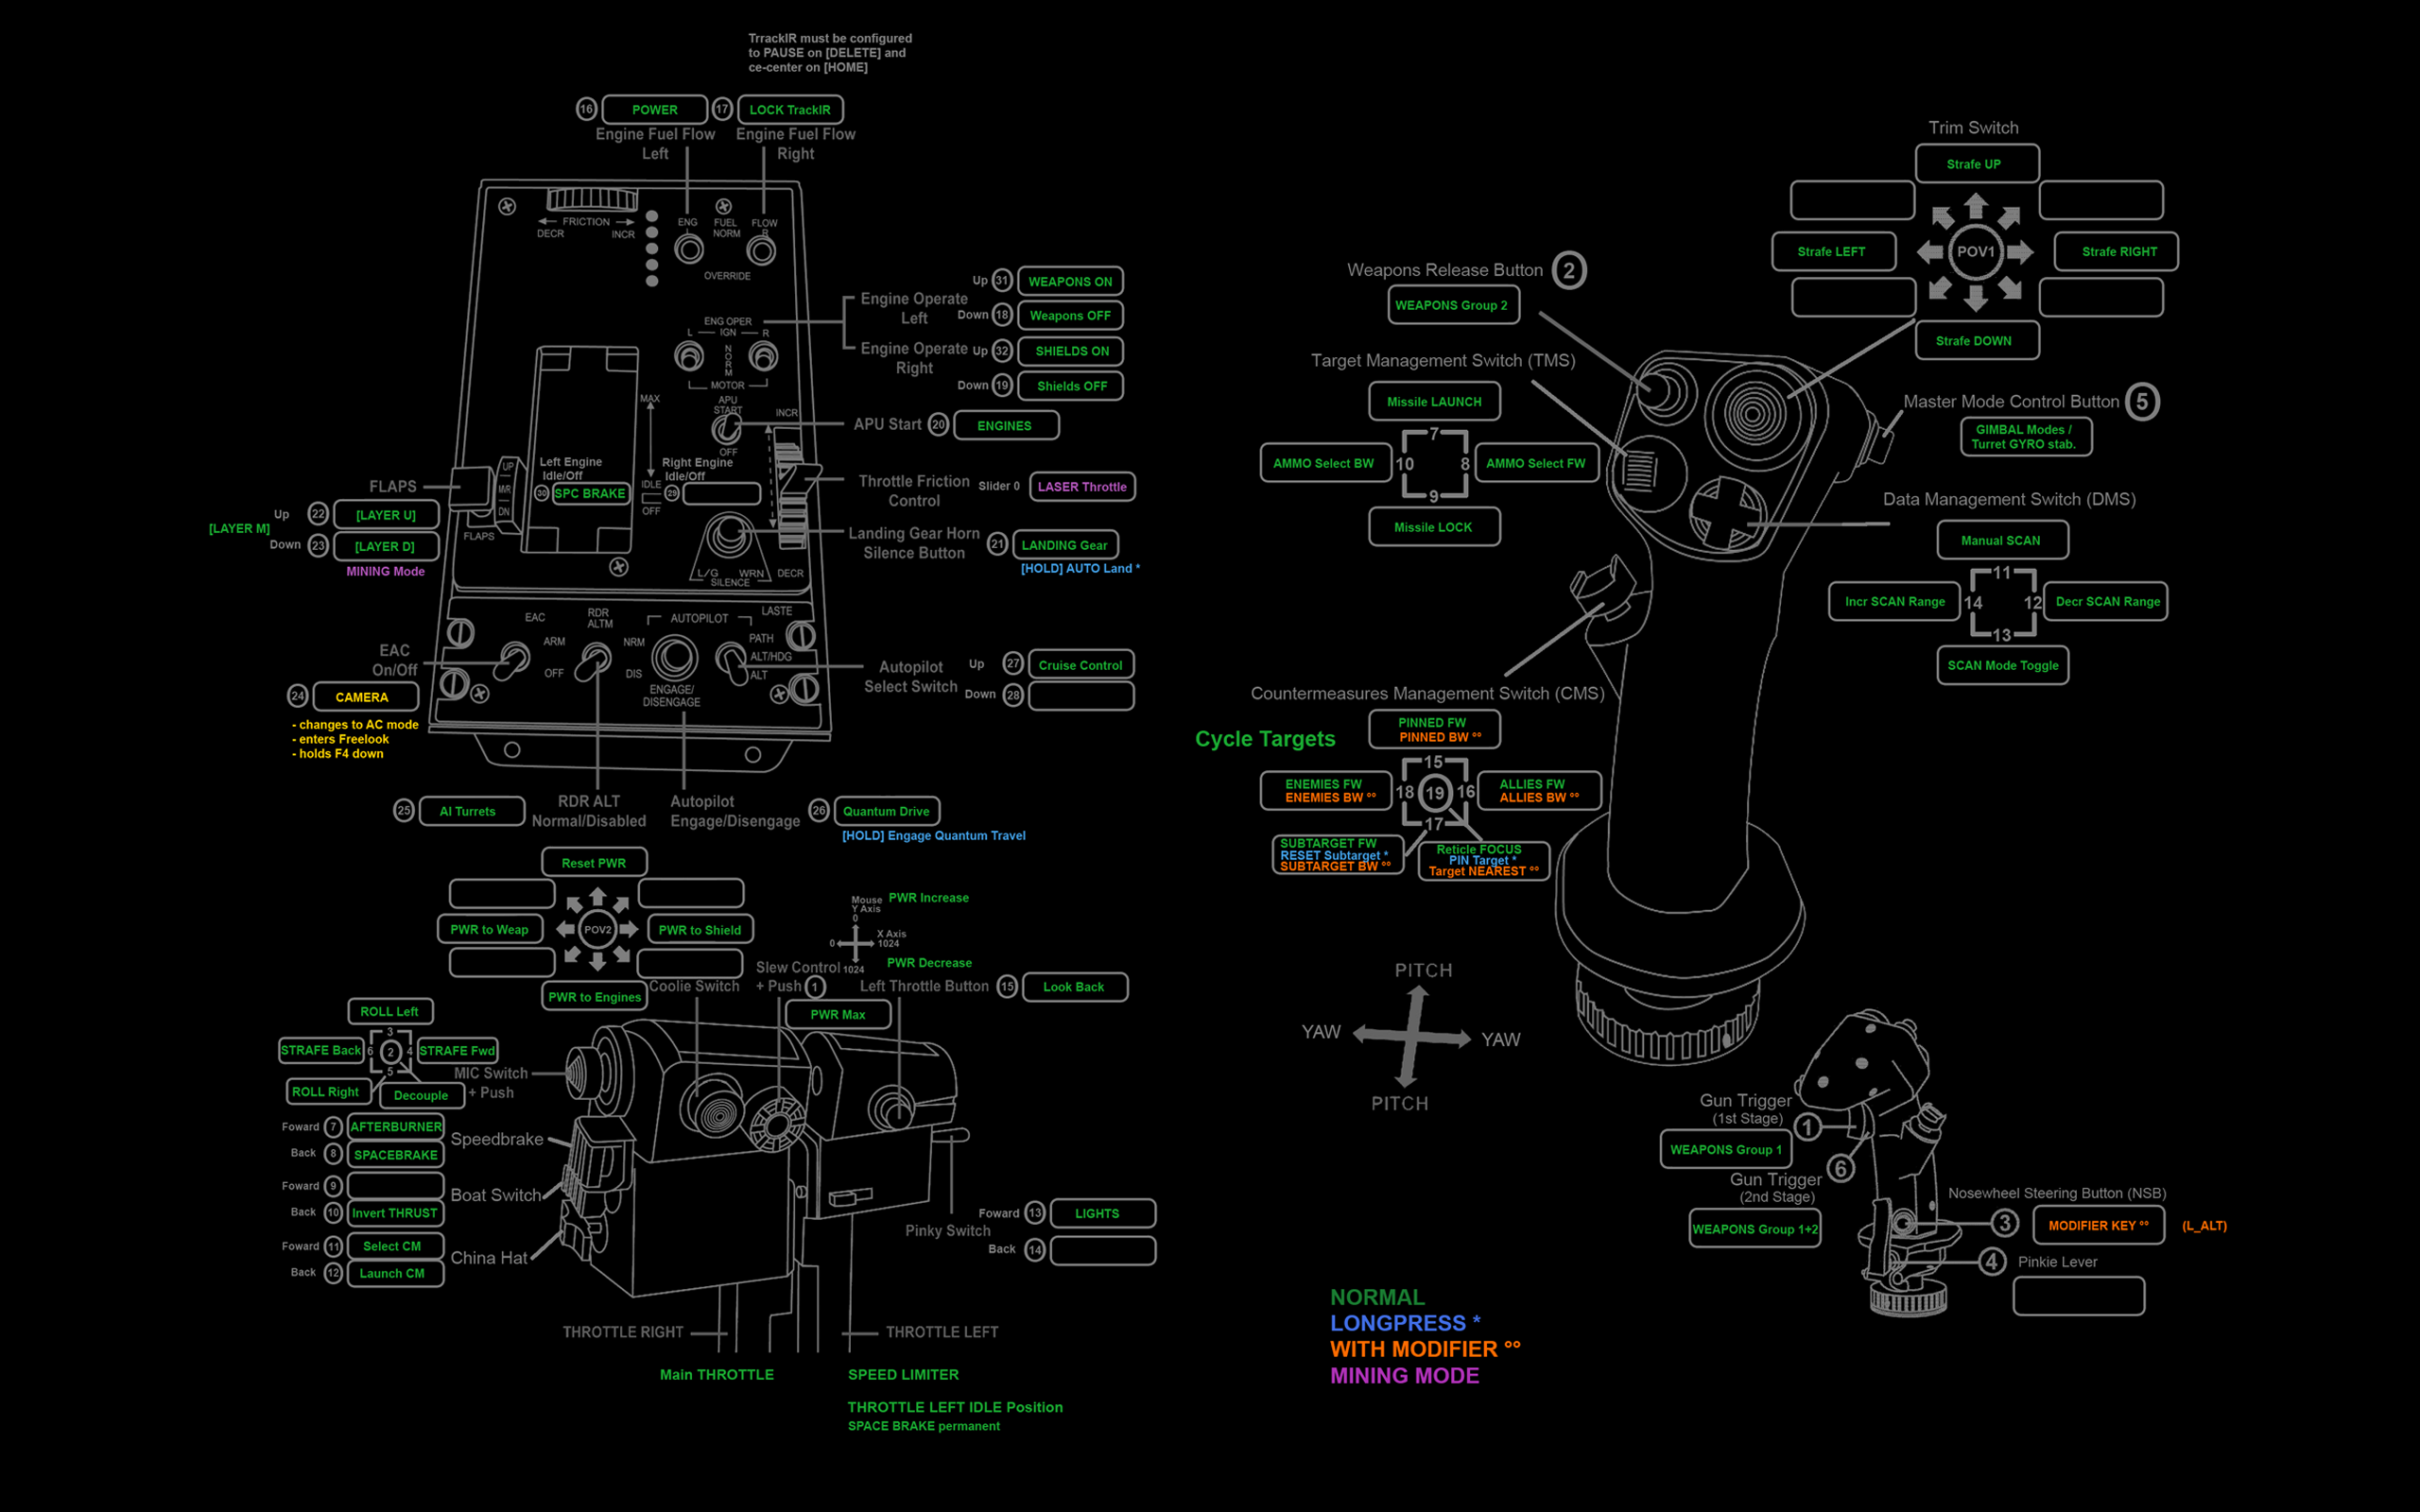 TrrackIR must be configured
to PAUSE on [DELETE] and
ce-center on [HOME]
16 POWER 17 LOCK TrackIR
Engine Fuel Flow Left
Engine Fuel Flow Right
FRICTION
DECR INCR
ENG L FUEL NORM FLOW R
OVERRIDE
ENG OPER
L IGN R
NORM
MOTOR
APU START
OFF
MAX
IDLE
OFF
INCR
DECR
Left Engine Idle/Off
30 SPC BRAKE
Right Engine Idle/Off
29
UP
MVR
DN
FLAPS
L/G WRN
SILENCE
Engine Operate Left
Up 31 WEAPONS ON
Down 18 Weapons OFF
Engine Operate Right
Up 32 SHIELDS ON
Down 19 Shields OFF
APU Start 20 ENGINES
Throttle Friction Control
Slider 0 LASER Throttle
Landing Gear Horn Silence Button
21 LANDING Gear
[HOLD] AUTO Land *
FLAPS
Up 22 [LAYER U]
[LAYER M]
Down 23 [LAYER D]
MINING Mode
EAC
ARM
OFF
RDR ALTM
NRM
DIS
AUTOPILOT
LASTE
PATH
ALT/HDG
ALT
ENGAGE/
DISENGAGE
EAC On/Off
24 CAMERA
- changes to AC mode
- enters Freelook
- holds F4 down
Autopilot Select Switch
Up 27 Cruise Control
Down 28
25 AI Turrets
RDR ALT
Normal/Disabled
Autopilot
Engage/Disengage
26 Quantum Drive
[HOLD] Engage Quantum Travel
Reset PWR
PWR to Weap POV2 PWR to Shield
PWR to Engines
Coolie Switch
Mouse Y Axis
0
PWR Increase
X Axis
0 1024
1024
PWR Decrease
Slew Control + Push 1
PWR Max
Left Throttle Button 15 Look Back
ROLL Left
3
STRAFE Back 6 2 4 STRAFE Fwd
5
ROLL Right
Decouple
MIC Switch + Push
Foward 7 AFTERBURNER
Back 8 SPACEBRAKE
Speedbrake
Foward 9
Back 10 Invert THRUST
Boat Switch
Foward 11 Select CM
Back 12 Launch CM
China Hat
Pinky Switch
Foward 13 LIGHTS
Back 14
THROTTLE RIGHT
THROTTLE LEFT
Main THROTTLE
SPEED LIMITER
THROTTLE LEFT IDLE Position
SPACE BRAKE permanent
Trim Switch
Strafe UP
Strafe LEFT POV1 Strafe RIGHT
Strafe DOWN
Weapons Release Button 2
WEAPONS Group 2
Target Management Switch (TMS)
Missile LAUNCH
7
AMMO Select BW 10 8 AMMO Select FW
9
Missile LOCK
Master Mode Control Button 5
GIMBAL Modes /
Turret GYRO stab.
Data Management Switch (DMS)
Manual SCAN
11
Incr SCAN Range 14 12 Decr SCAN Range
13
SCAN Mode Toggle
Countermeasures Management Switch (CMS)
Cycle Targets
PINNED FW
PINNED BW °°
15
ENEMIES FW
ENEMIES BW °°
18 19 16
ALLIES FW
ALLIES BW °°
17
SUBTARGET FW
RESET Subtarget *
SUBTARGET BW °°
Reticle FOCUS
PIN Target *
Target NEAREST °°
PITCH
YAW YAW
PITCH
Gun Trigger
(1st Stage)
1
WEAPONS Group 1
6
Gun Trigger
(2nd Stage)
WEAPONS Group 1+2
Nosewheel Steering Button (NSB)
3 MODIFIER KEY °° (L_ALT)
4 Pinkie Lever
NORMAL
LONGPRESS *
WITH MODIFIER °°
MINING MODE